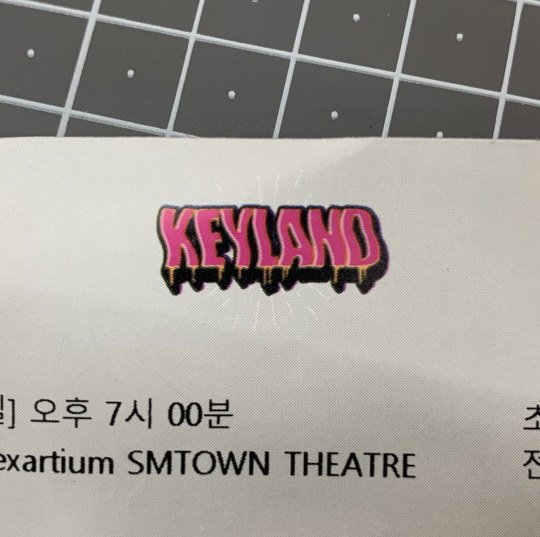 KEYLAND
] 오후 7시 00분
exartium SMTOWN THEATRE